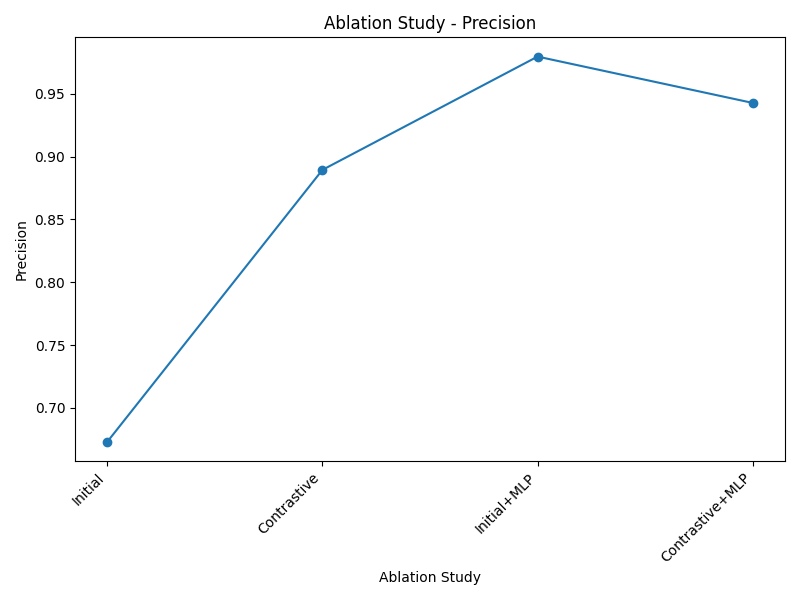 Ablation Study - Precision
Precision
0.95
0.90
0.85
0.80
0.75
0.70
Initial
Contrastive
Initial+MLP
Contrastive+MLP
Ablation Study